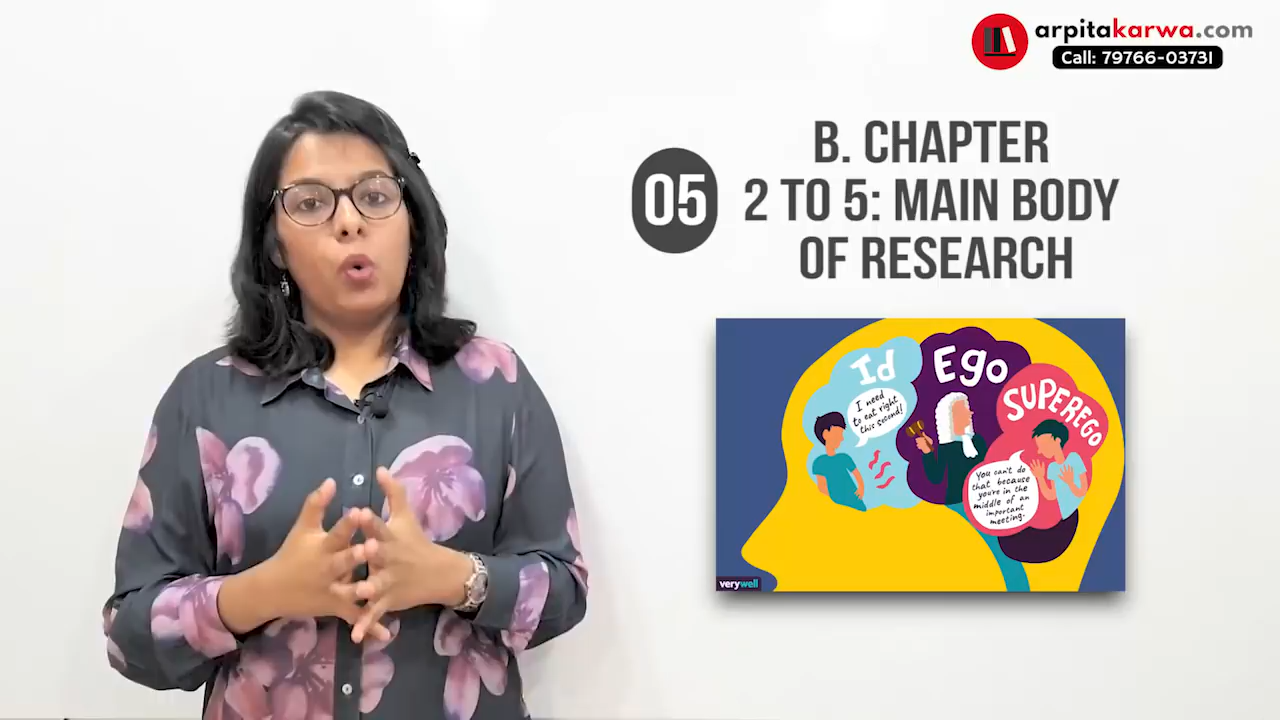 arpitakarwa.com
Call: 79766-03731
05
B. CHAPTER
2 TO 5: MAIN BODY
OF RESEARCH
Id
I need
to eat right
this second!
Ego
SUPEREGO
You can't do
that because
you're in the
middle of an
important
meeting.
verywell